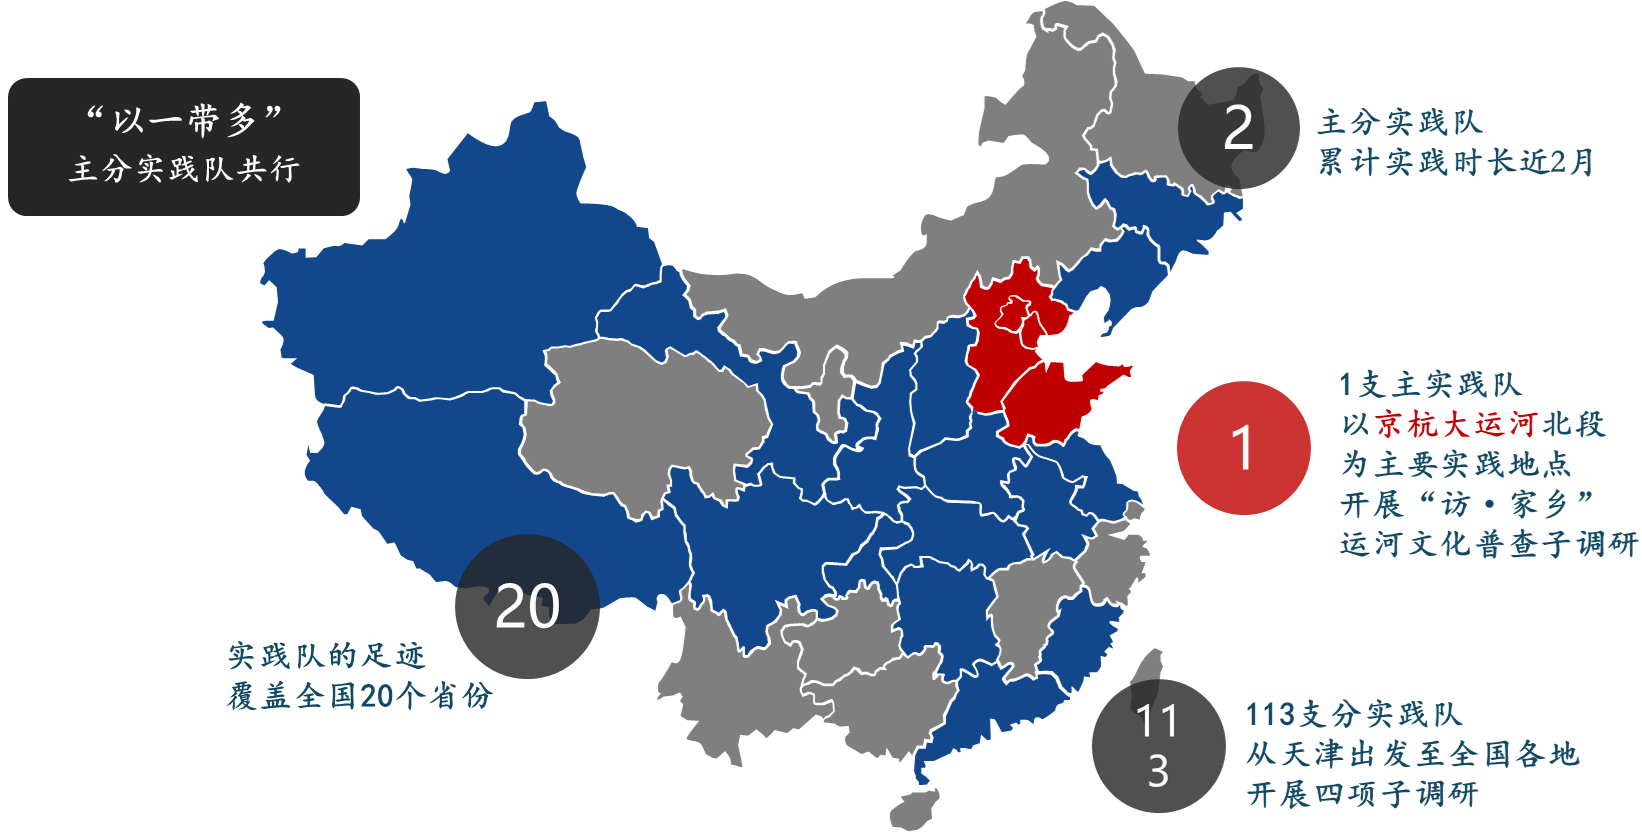 “以一带多”
主分实践队共行
2
主分实践队
累计实践时长近2月
1
1支主实践队
以京杭大运河北段
为主要实践地点
开展“访·家乡”
运河文化普查子调研
20
实践队的足迹
覆盖全国20个省份
11
3
113支分实践队
从天津出发至全国各地
开展四项子调研